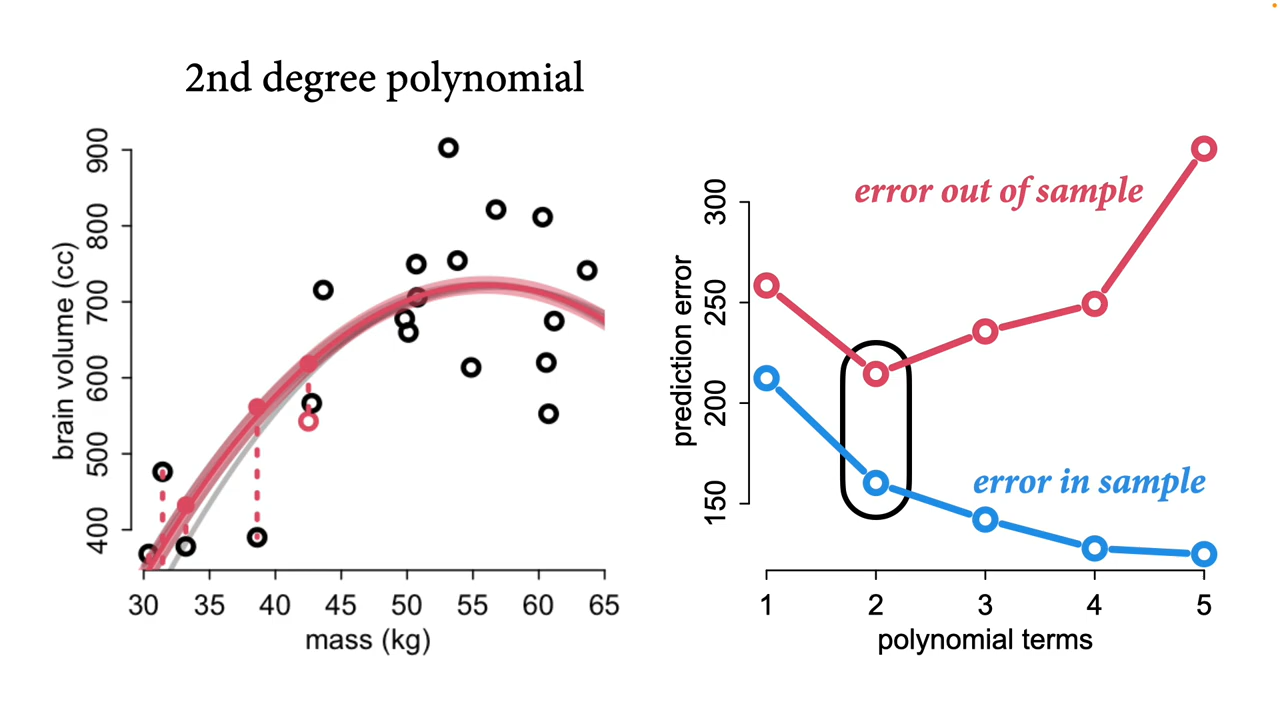 2nd degree polynomial
900
800
700
600
500
400
brain volume (cc)
30 35 40 45 50 55 60 65
mass (kg)
300
250
200
150
prediction error
error out of sample
error in sample
1 2 3 4 5
polynomial terms